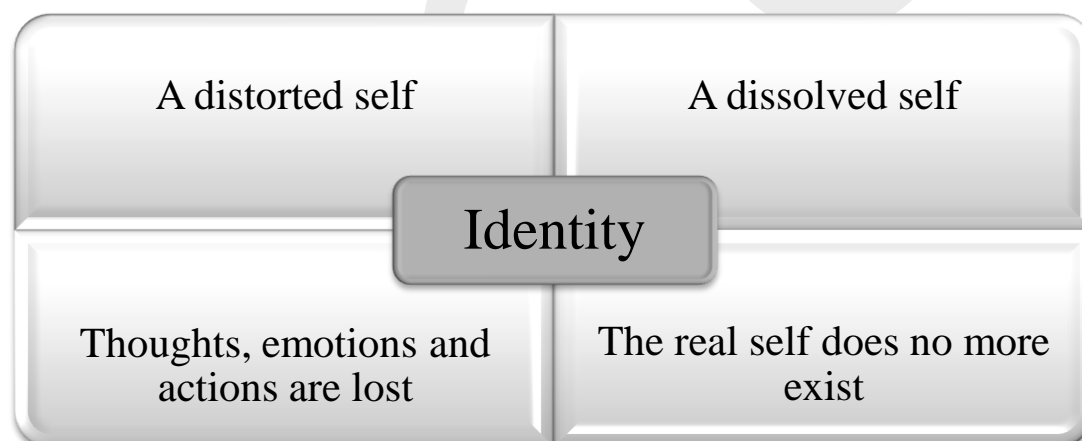 A distorted self
A dissolved self
Identity
Thoughts, emotions and
actions are lost
The real self does no more
exist